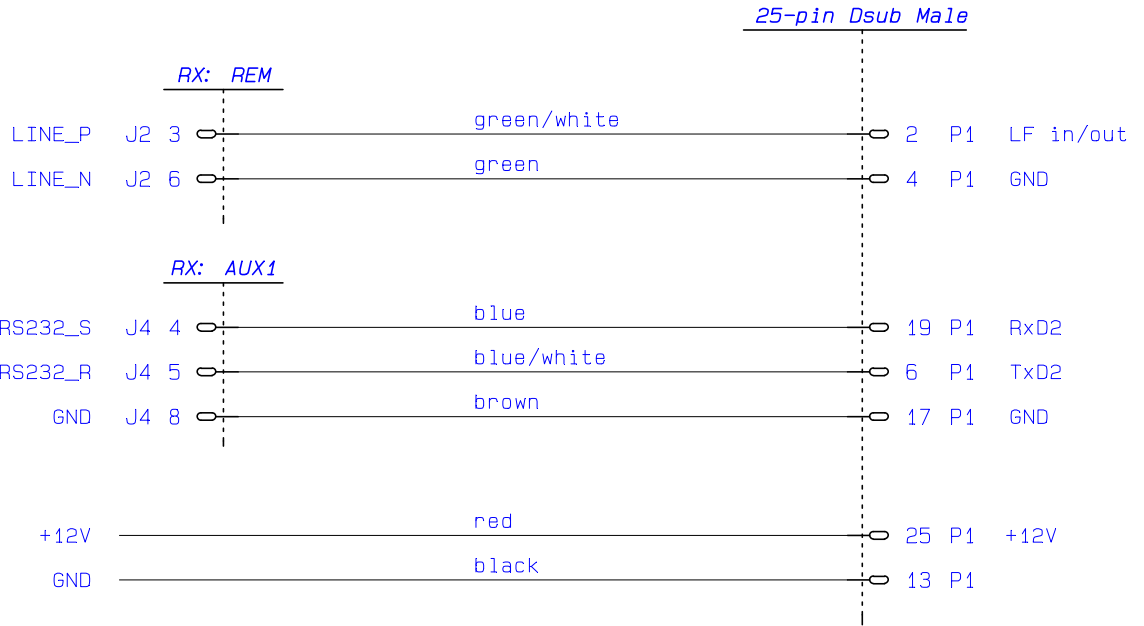 25-pin Dsub Male
RX: REM
green/white
LINE_P J2 3 2 P1 LF in/out
green
LINE_N J2 6 4 P1 GND
RX: AUX1
blue
RS232_S J4 4 19 P1 RxD2
blue/white
RS232_R J4 5 6 P1 TxD2
brown
GND J4 8 17 P1 GND
red
+12V 25 P1 +12V
black
GND 13 P1